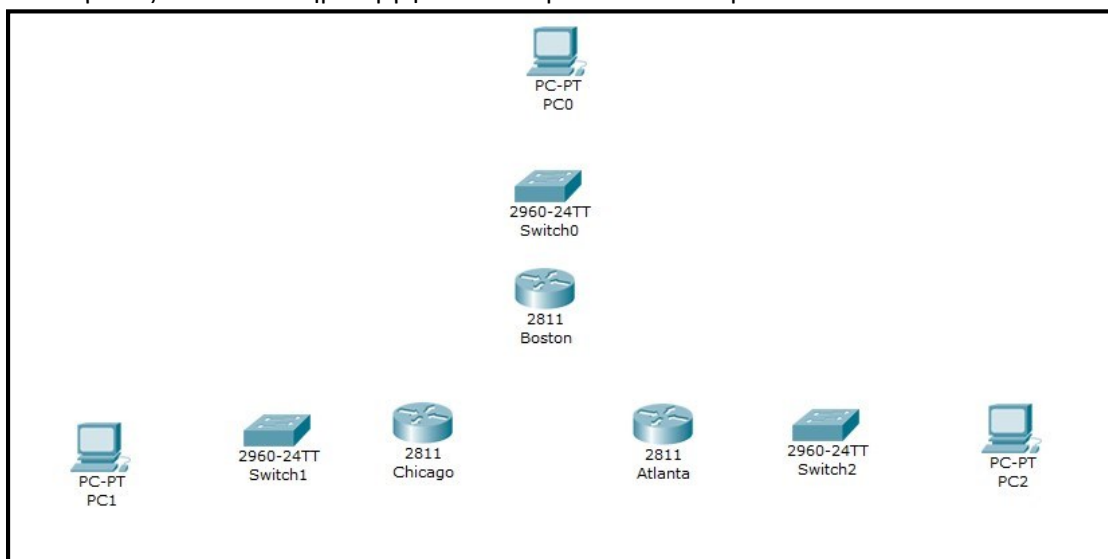 PC-PT
PC0
2960-24TT
Switch0
2811
Boston
PC-PT
PC1
2960-24TT
Switch1
2811
Chicago
2811
Atlanta
2960-24TT
Switch2
PC-PT
PC2